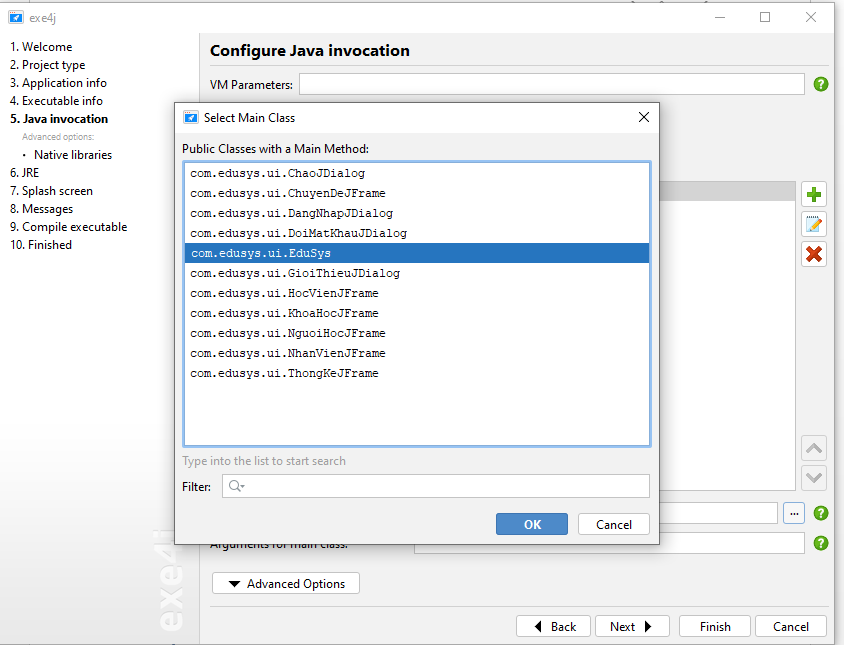 exe4j
1. Welcome
2. Project type
3. Application info
4. Executable info
5. Java invocation
Advanced options:
• Native libraries
6. JRE
7. Splash screen
8. Messages
9. Compile executable
10. Finished
exe4j
Configure Java invocation
VM Parameters:
Select Main Class
Public Classes with a Main Method:
com.edusys.ui.ChaoJDialog
com.edusys.ui.ChuyenDeJFrame
com.edusys.ui.DangNhapJDialog
com.edusys.ui.DoiMatKhauJDialog
com.edusys.ui.EduSys
com.edusys.ui.GioiThieuJDialog
com.edusys.ui.HocVienJFrame
com.edusys.ui.KhoaHocJFrame
com.edusys.ui.NguoiHocJFrame
com.edusys.ui.NhanVienJFrame
com.edusys.ui.ThongKeJFrame
Type into the list to start search
Filter:
OK Cancel
...
Arguments for main class:
Advanced Options
Back Next Finish Cancel